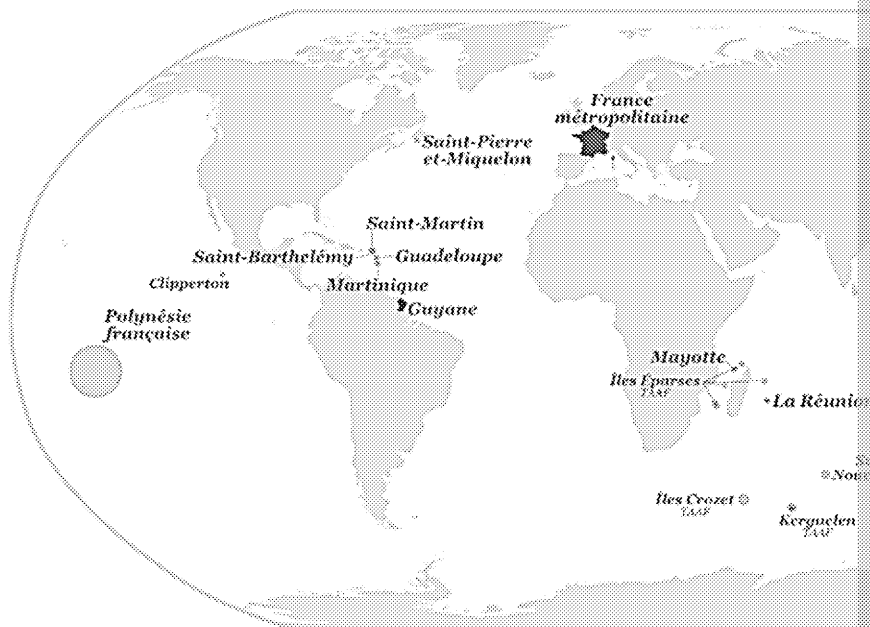 France
métropolitaine
Saint-Pierre
et-Miquelon
Saint-Martin
Saint-Barthelémy
Guadeloupe
Clipperton
Martinique
Guyane
Polynésie
française
Mayotte
Îles Éparses
TAAF
La Réunion
Îles Crozet
TAAF
Kerguelen
TAAF